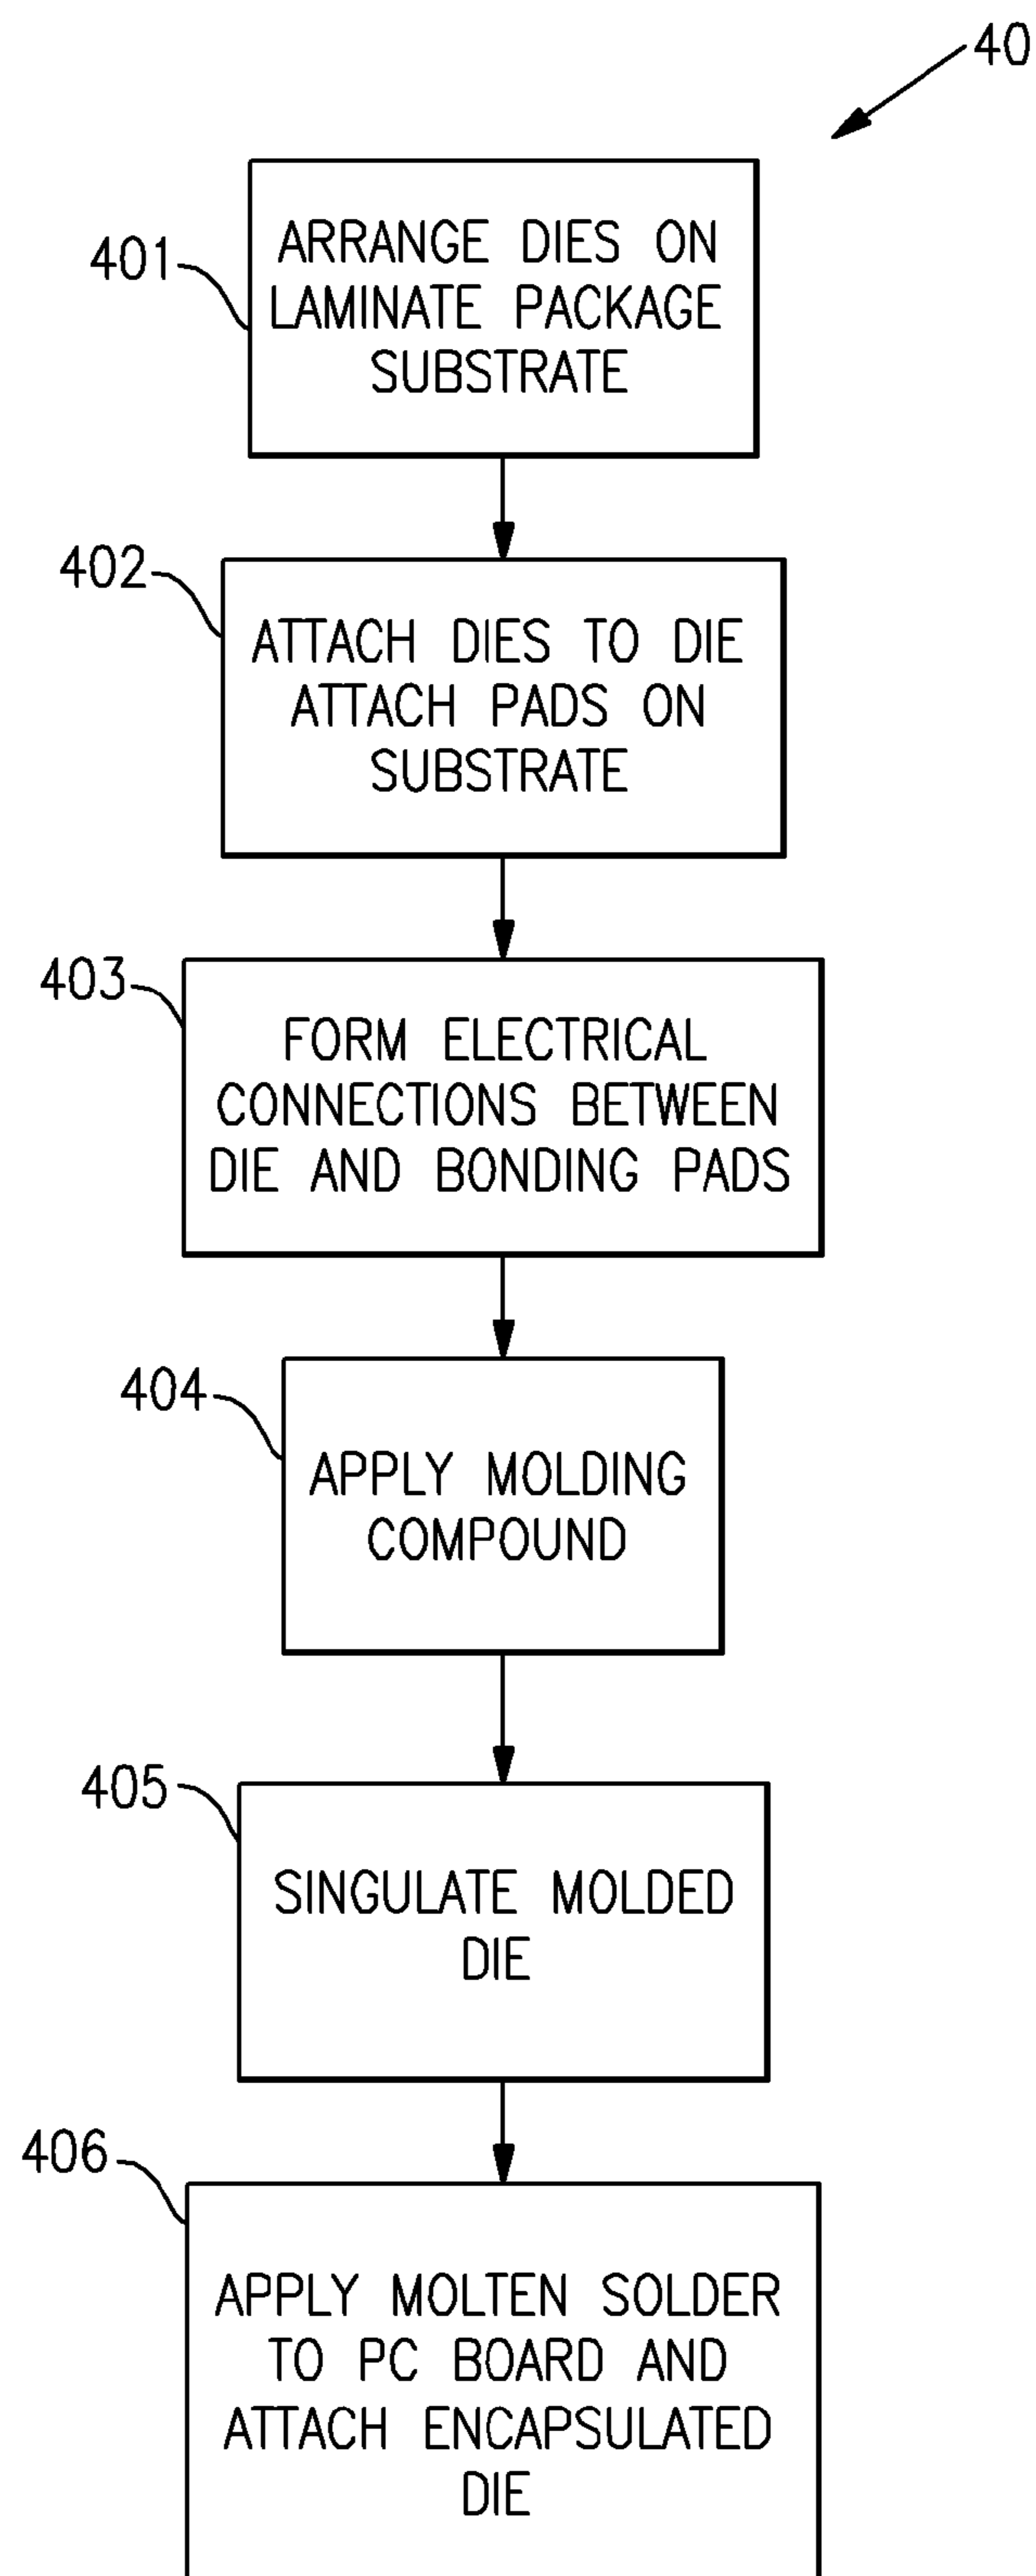 40
401
ARRANGE DIES ON
LAMINATE PACKAGE
SUBSTRATE
402
ATTACH DIES TO DIE
ATTACH PADS ON
SUBSTRATE
403
FORM ELECTRICAL
CONNECTIONS BETWEEN
DIE AND BONDING PADS
404
APPLY MOLDING
COMPOUND
405
SINGULATE MOLDED
DIE
406
APPLY MOLTEN SOLDER
TO PC BOARD AND
ATTACH ENCAPSULATED
DIE